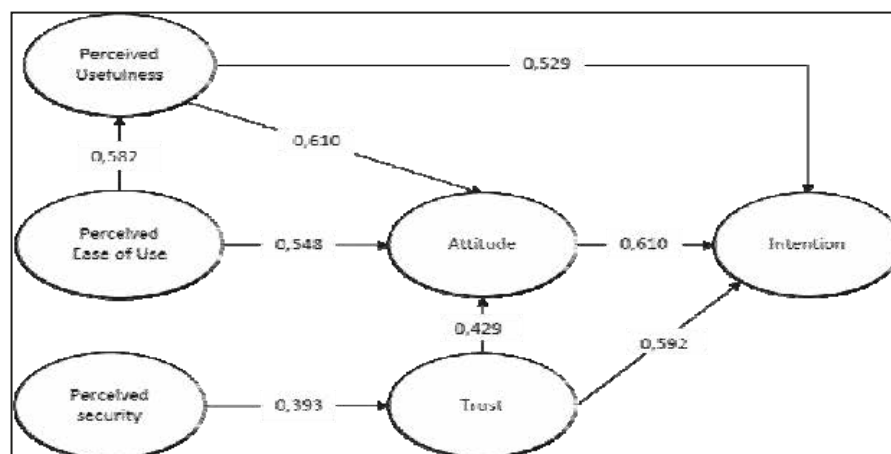 Perceived
Usefulness
0,529
0,610
0,582
Perceived
Ease of Use
0,548
Attitude
0,610
Intention
0,429
0,592
Perceived
security
0,393
Trust